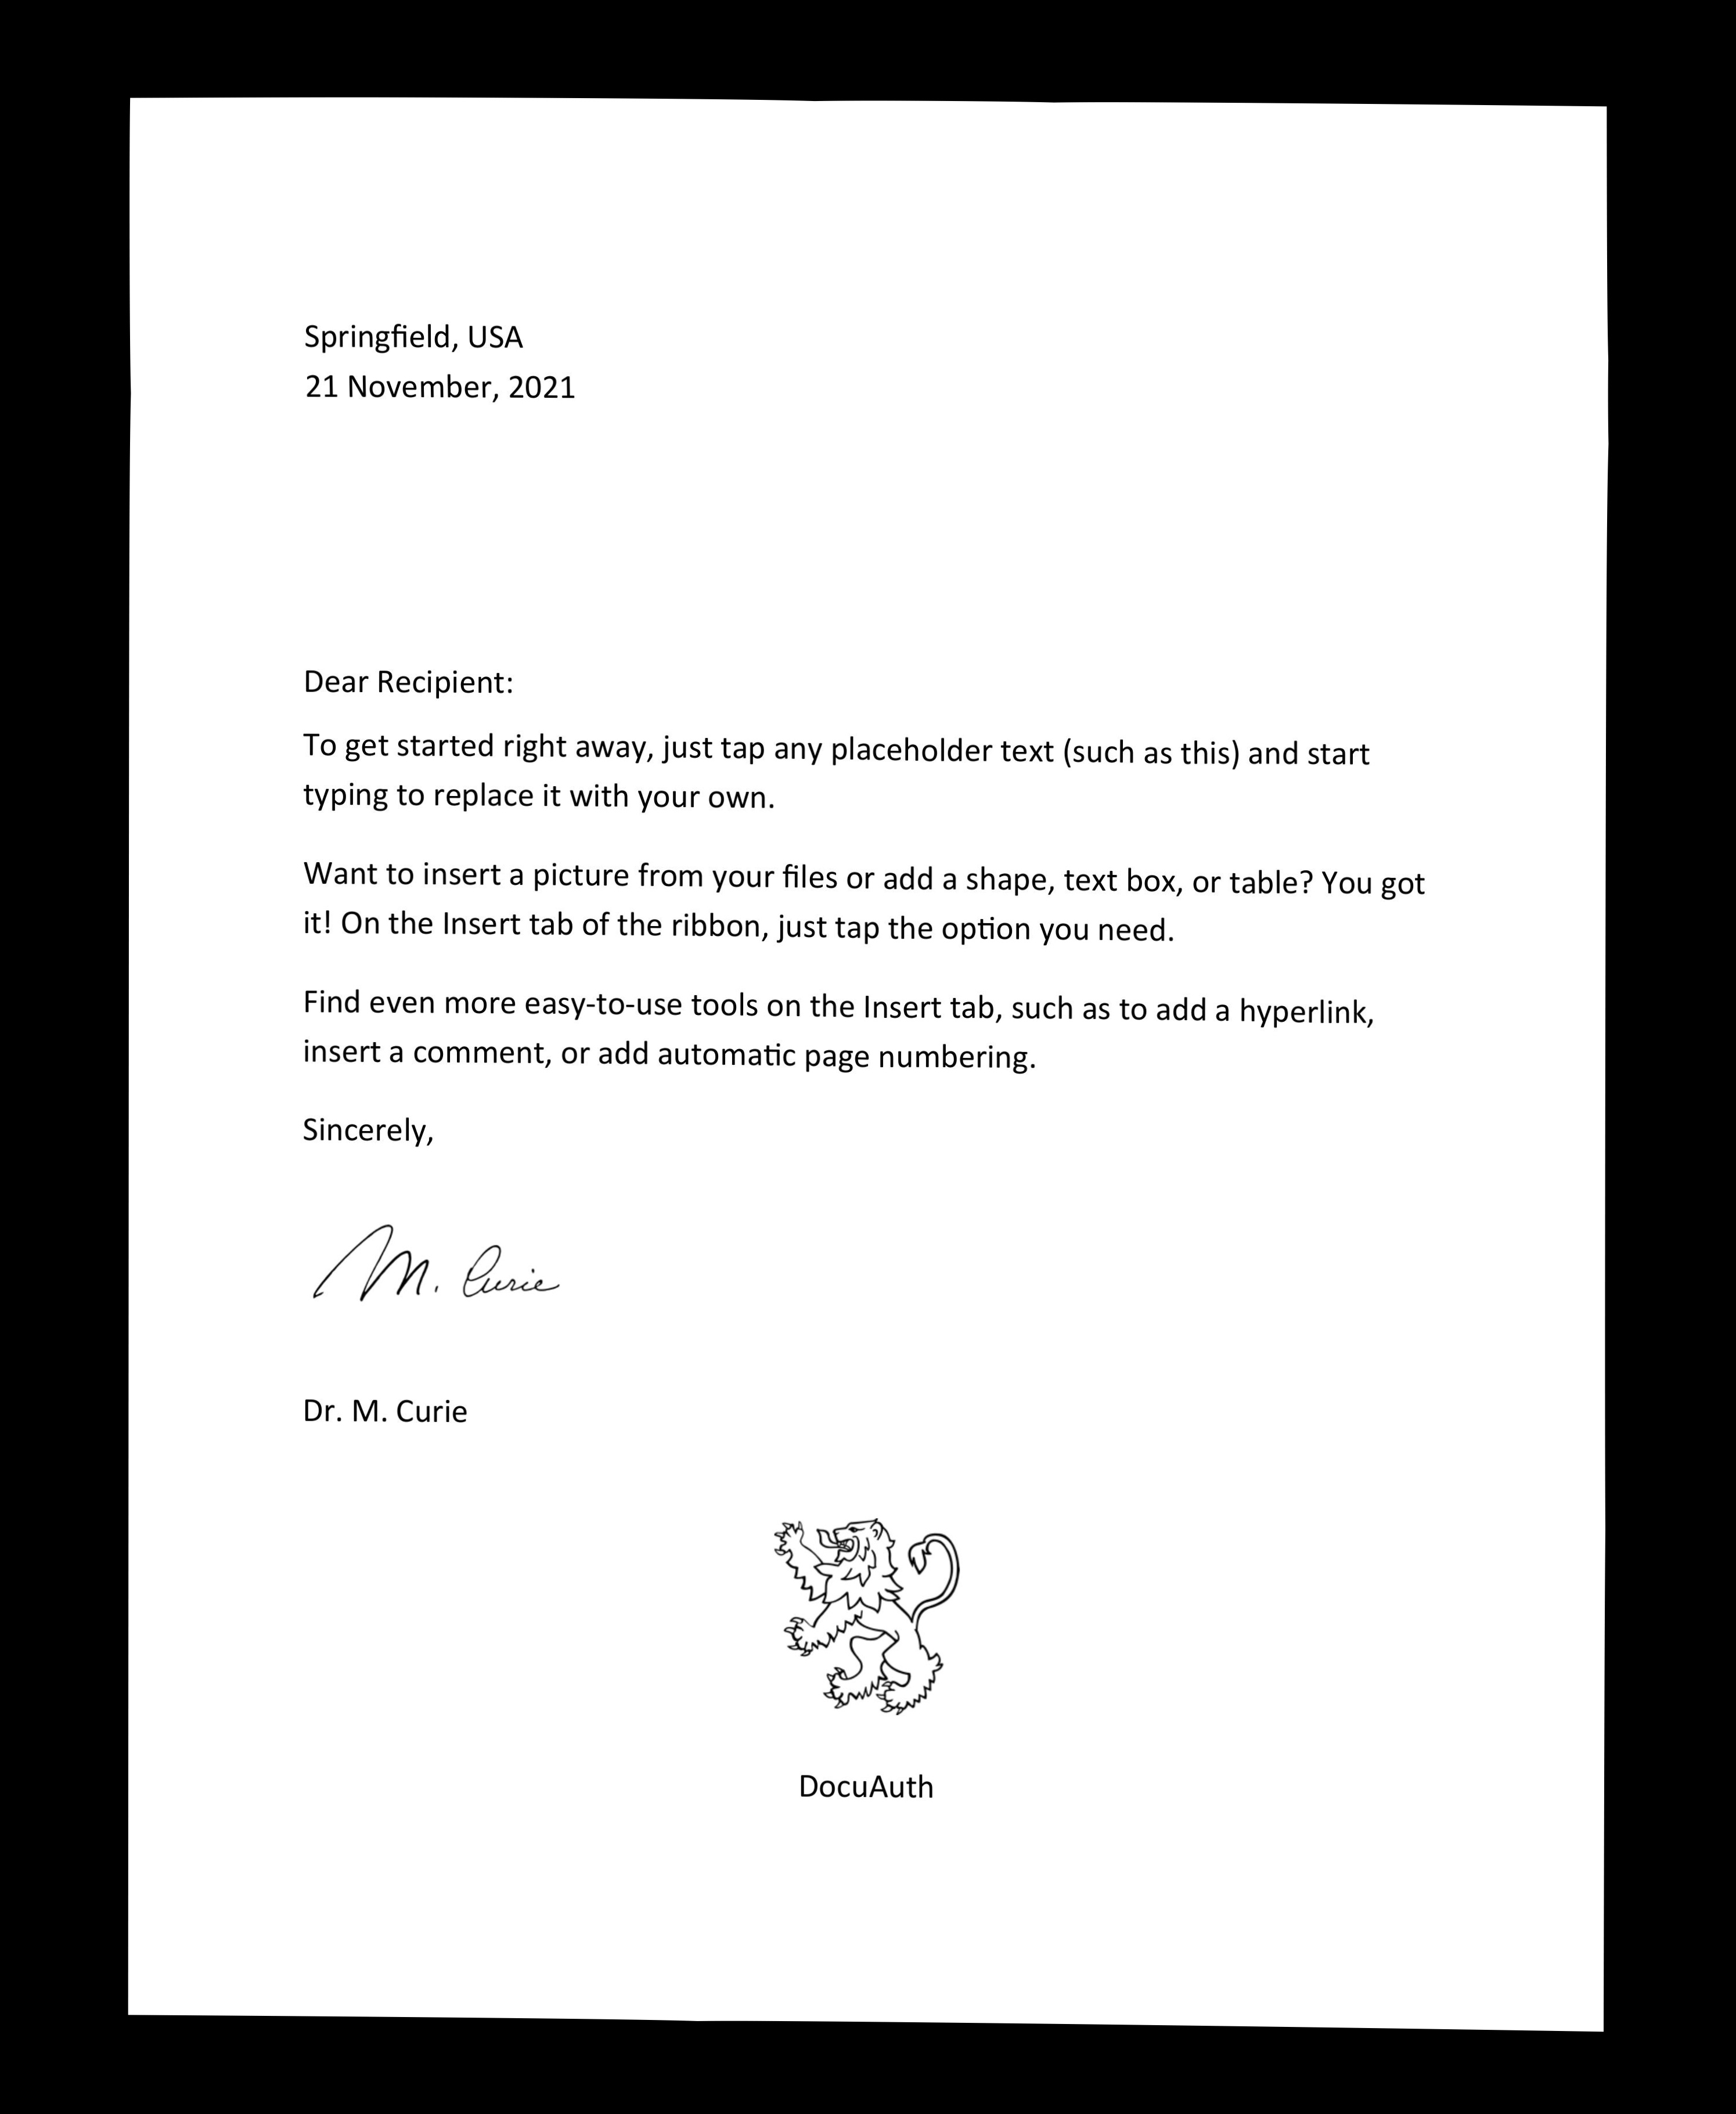 Springfield, USA
21 November, 2021
Dear Recipient:
To get started right away, just tap any placeholder text (such as this) and start
typing to replace it with your own.
Want to insert a picture from your files or add a shape, text box, or table? You got
it! On the Insert tab of the ribbon, just tap the option you need.
Find even more easy-to-use tools on the Insert tab, such as to add a hyperlink,
insert a comment, or add automatic page numbering.
Sincerely,
M. Curie
Dr. M. Curie
DocuAuth